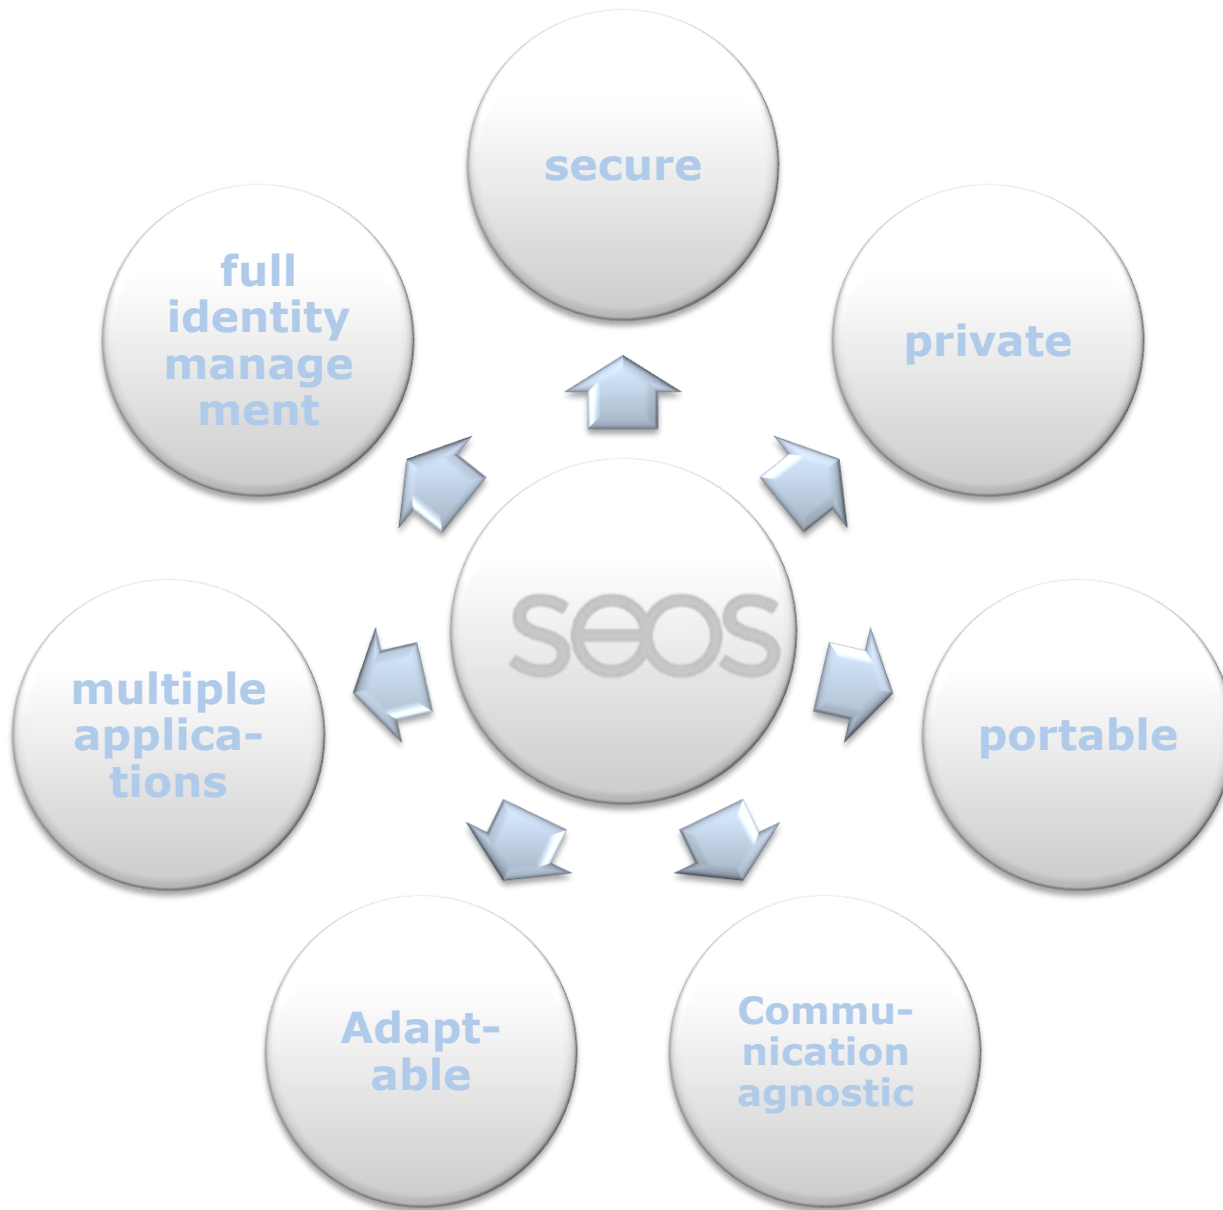 secure
full
identity
manage
ment
private
seos
multiple
applica-
tions
portable
Adapt-
able
Commu-
nication
agnostic